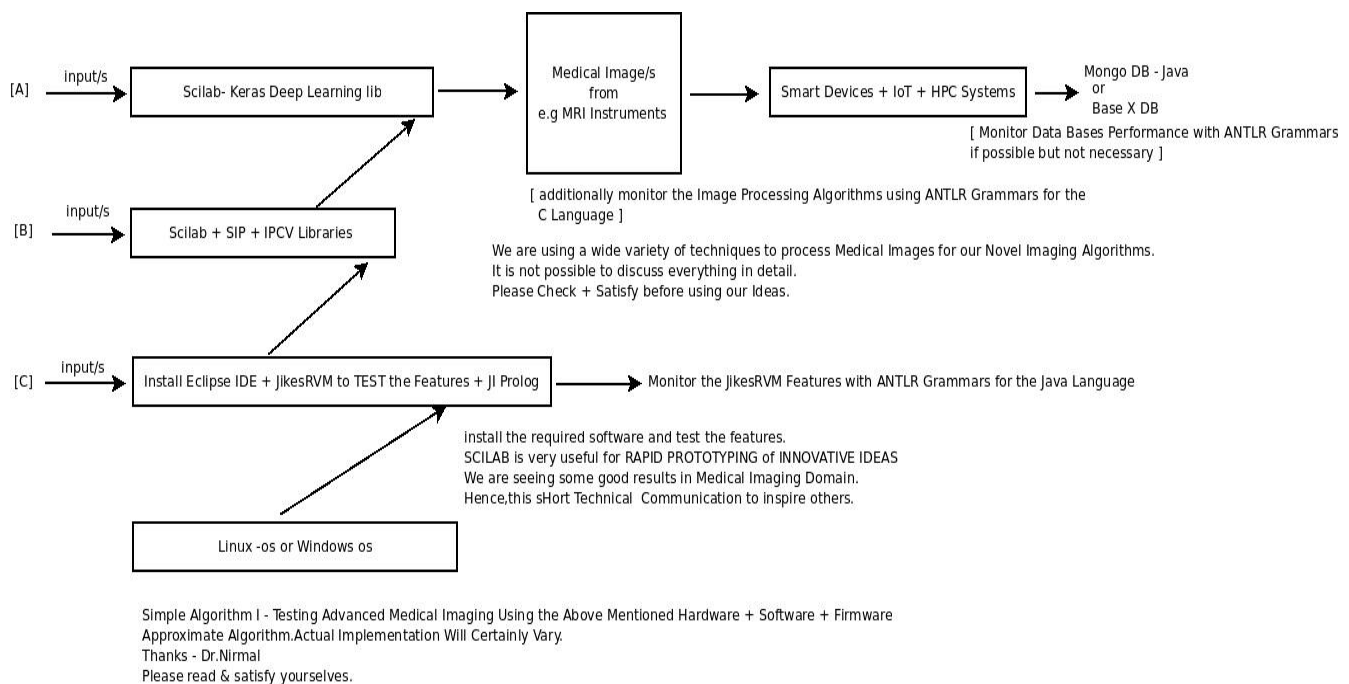 [A]
input/s
Scilab- Keras Deep Learning lib
Medical Image/s
from
e.g MRI Instruments
Smart Devices + IoT + HPC Systems
Mongo DB - Java
or
Base X DB
[ Monitor Data Bases Performance with ANTLR Grammars
if possible but not necessary ]
[ additionally monitor the Image Processing Algorithms using ANTLR Grammars for the
C Language ]
[B]
input/s
Scilab + SIP + IPCV Libraries
We are using a wide variety of techniques to process Medical Images for our Novel Imaging Algorithms.
It is not possible to discuss everything in detail.
Please Check + Satisfy before using our Ideas.
[C]
input/s
Install Eclipse IDE + JikesRVM to TEST the Features + JI Prolog
Monitor the JikesRVM Features with ANTLR Grammars for the Java Language
install the required software and test the features.
SCILAB is very useful for RAPID PROTOTYPING of INNOVATIVE IDEAS
We are seeing some good results in Medical Imaging Domain.
Hence,this sHort Technical Communication to inspire others.
Linux -os or Windows os
Simple Algorithm I - Testing Advanced Medical Imaging Using the Above Mentioned Hardware + Software + Firmware
Approximate Algorithm.Actual Implementation Will Certainly Vary.
Thanks - Dr.Nirmal
Please read & satisfy yourselves.